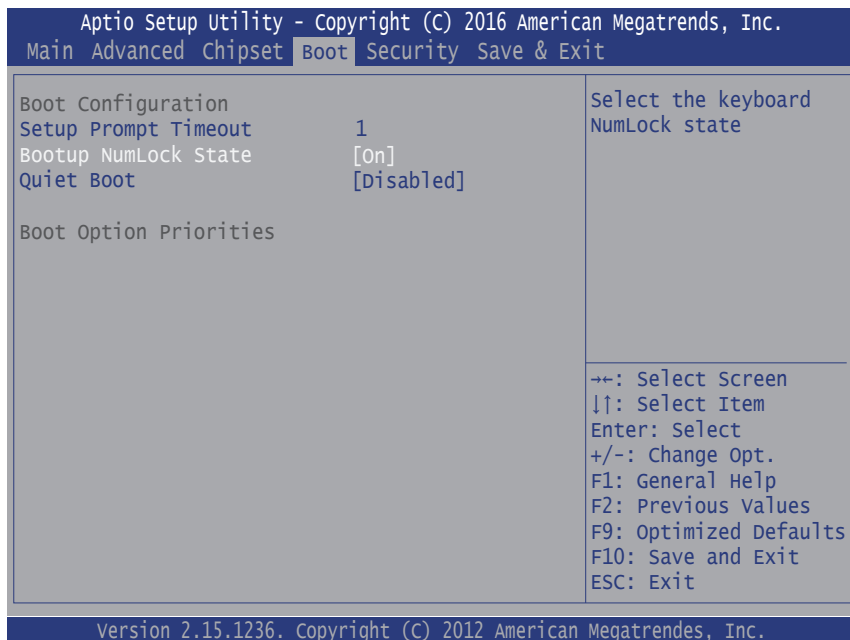 Aptio Setup Utility - Copyright (C) 2016 American Megatrends, Inc.
Main Advanced Chipset Boot Security Save & Exit
Boot Configuration
Setup Prompt Timeout 1
Bootup NumLock State [On]
Quiet Boot [Disabled]
Boot Option Priorities
Select the keyboard
NumLock state
→←: Select Screen
↓↑: Select Item
Enter: Select
+/-: Change Opt.
F1: General Help
F2: Previous Values
F9: Optimized Defaults
F10: Save and Exit
ESC: Exit
Version 2.15.1236. Copyright (C) 2012 American Megatrendes, Inc.